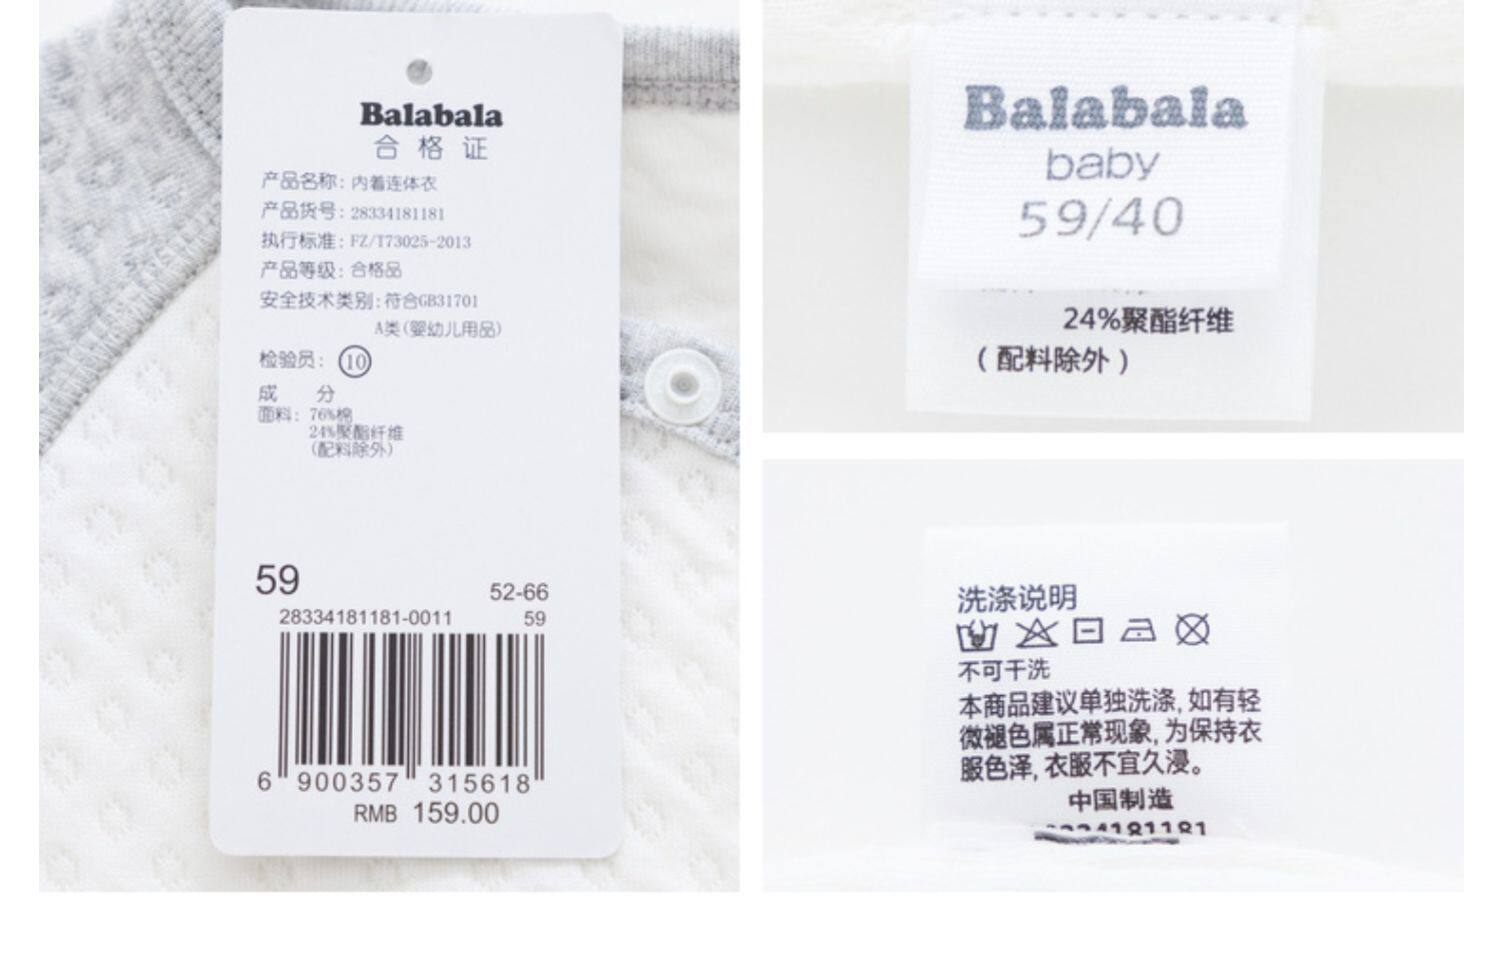 Balabala
合格证
产品名称: 内着连体衣
产品货号: 28334181181
执行标准: FZ/T73025-2013
产品等级: 合格品
安全技术类别: 符合GB31701
A类(婴幼儿用品)
检验员: 10
成 分
面料: 76%棉
24%聚酯纤维
(配料除外)
59
52-66
28334181181-0011 59
6 900357 315618
RMB 159.00
Balabala
baby
59/40
24%聚酯纤维
(配料除外)
洗涤说明
不可干洗
本商品建议单独洗涤, 如有轻
微褪色属正常现象, 为保持衣
服色泽, 衣服不宜久浸。
中国制造